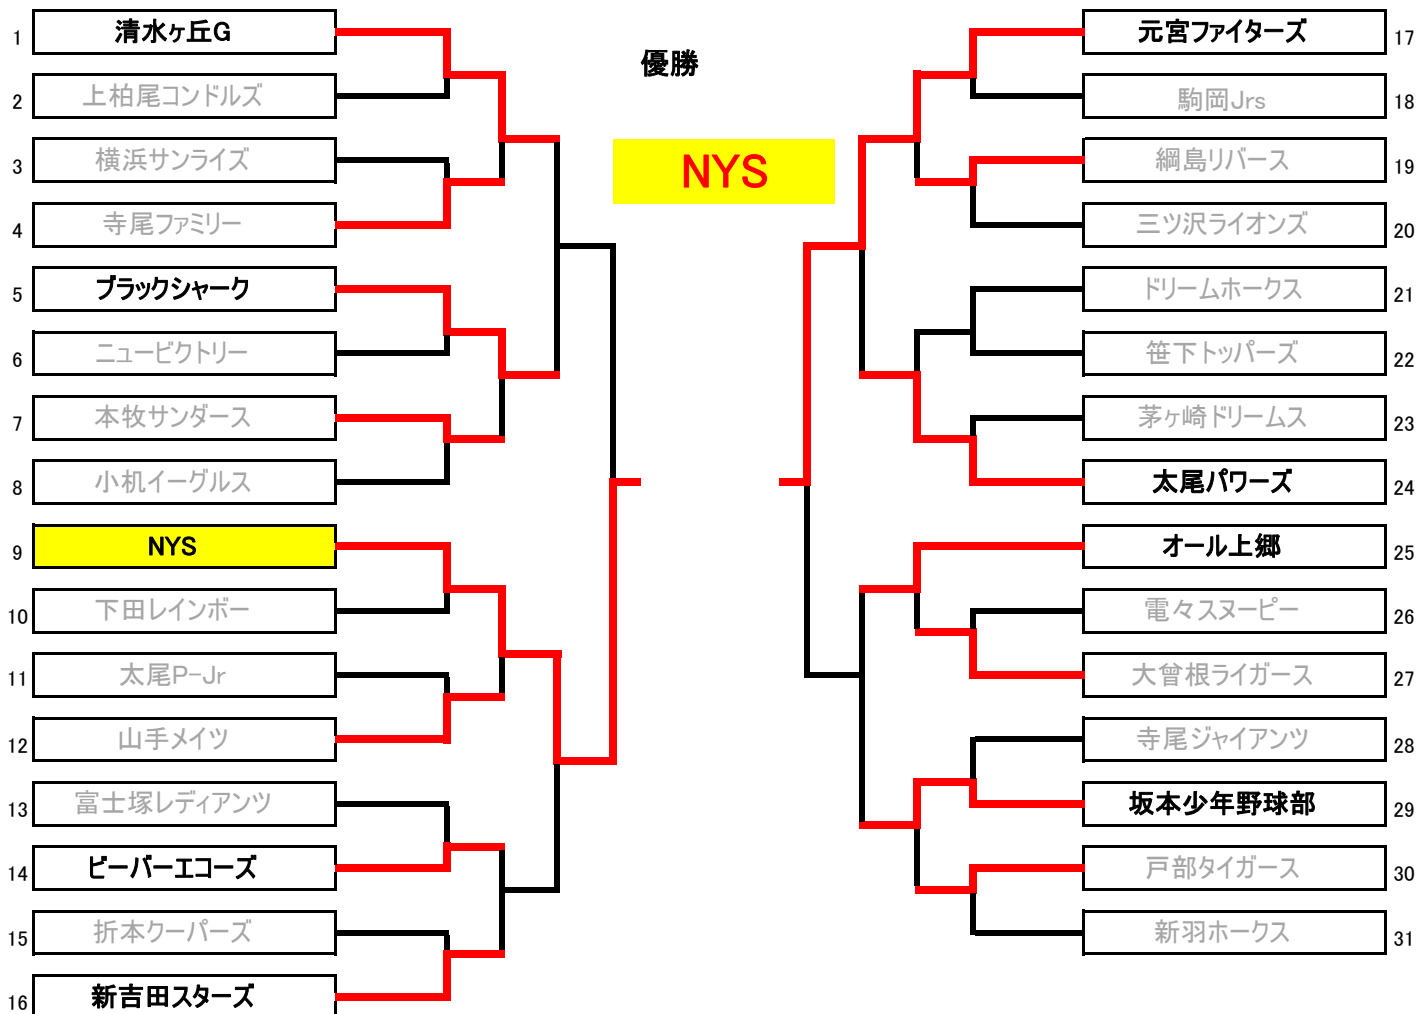 1 清水ヶ丘G
2 上柏尾コンドルズ
3 横浜サンライズ
4 寺尾ファミリー
5 ブラックシャーク
6 ニュービクトリー
7 本牧サンダース
8 小机イーグルス
9 NYS
10 下田レインボー
11 太尾P-Jr
12 山手メイツ
13 富士塚レディアンツ
14 ビーバーエコーズ
15 折本クーパーズ
16 新吉田スターズ
優勝
NYS
元宮ファイターズ 17
駒岡Jrs 18
綱島リバース 19
三ツ沢ライオンズ 20
ドリームホークス 21
笹下トッパーズ 22
茅ヶ崎ドリームス 23
太尾パワーズ 24
オール上郷 25
電々スヌーピー 26
大曾根ライガース 27
寺尾ジャイアンツ 28
坂本少年野球部 29
戸部タイガース 30
新羽ホークス 31